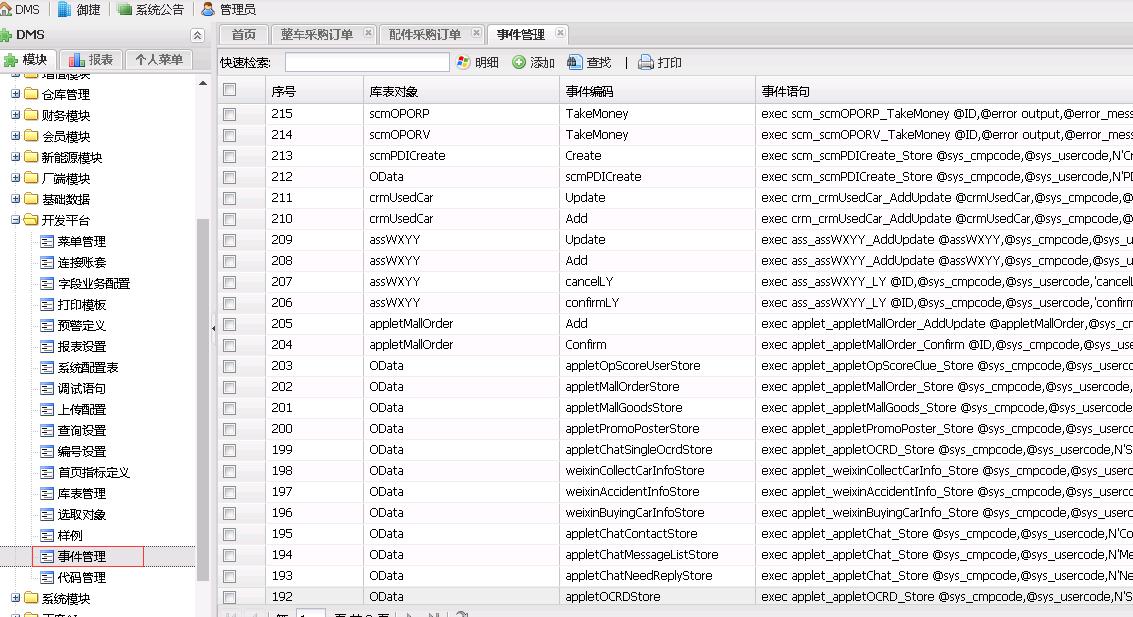 DMS 御捷 系统公告 管理员
DMS
模块 报表 个人菜单
增值模块
仓库管理
财务模块
会员模块
新能源模块
厂端模块
基础数据
开发平台
菜单管理
连接账套
字段业务配置
打印模板
预警定义
报表设置
系统配置表
调试语句
上传配置
查询设置
编号设置
首页指标定义
库表管理
选取对象
样例
事件管理
代码管理
系统模块
首页 整车采购订单 配件采购订单 事件管理
快速检索: 明细 添加 查找 | 打印
序号 库表对象 事件编码 事件语句
215 scmOPORP TakeMoney exec scm_scmOPORP_TakeMoney @ID,@error output,@error_mess
214 scmOPORV TakeMoney exec scm_scmOPORV_TakeMoney @ID,@error output,@error_mess
213 scmPDICreate Create exec scm_scmPDICreate_Store @sys_cmpcode,@sys_usercode,N'Cr
212 OData scmPDICreate exec scm_scmPDICreate_Store @sys_cmpcode,@sys_usercode,N'PD
211 crmUsedCar Update exec crm_crmUsedCar_AddUpdate @crmUsedCar,@sys_cmpcode,@
210 crmUsedCar Add exec crm_crmUsedCar_AddUpdate @crmUsedCar,@sys_cmpcode,@
209 assWXYY Update exec ass_assWXYY_AddUpdate @assWXYY,@sys_cmpcode,@sys_u
208 assWXYY Add exec ass_assWXYY_AddUpdate @assWXYY,@sys_cmpcode,@sys_u
207 assWXYY cancelLY exec ass_assWXYY_LY @ID,@sys_cmpcode,@sys_usercode,'cancelL
206 assWXYY confirmLY exec ass_assWXYY_LY @ID,@sys_cmpcode,@sys_usercode,'confirm
205 appletMallOrder Add exec applet_appletMallOrder_AddUpdate @appletMallOrder,@sys_cm
204 appletMallOrder Confirm exec applet_appletMallOrder_Confirm @ID,@sys_cmpcode,@sys_use
203 OData appletOpScoreUserStore exec applet_appletOpScoreClue_Store @sys_cmpcode,@sys_userco
202 OData appletMallOrderStore exec applet_appletMallOrder_Store @sys_cmpcode,@sys_usercode,
201 OData appletMallGoodsStore exec applet_appletMallGoods_Store @sys_cmpcode,@sys_usercode
200 OData appletPromoPosterStore exec applet_appletPromoPoster_Store @sys_cmpcode,@sys_userco
199 OData appletChatSingleOcrdStore exec applet_appletOCRD_Store @sys_cmpcode,@sys_usercode,N'S
198 OData weixinCollectCarInfoStore exec applet_weixinCollectCarInfo_Store @sys_cmpcode,@sys_userc
197 OData weixinAccidentInfoStore exec applet_weixinAccidentInfo_Store @sys_cmpcode,@sys_usercod
196 OData weixinBuyingCarInfoStore exec applet_weixinBuyingCarInfo_Store @sys_cmpcode,@sys_userc
195 OData appletChatContactStore exec applet_appletChat_Store @sys_cmpcode,@sys_usercode,N'Co
194 OData appletChatMessageListStore exec applet_appletChat_Store @sys_cmpcode,@sys_usercode,N'Me
193 OData appletChatNeedReplyStore exec applet_appletChat_Store @sys_cmpcode,@sys_usercode,N'Ne
192 OData appletOCRDStore exec applet_appletOCRD_Store @sys_cmpcode,@sys_usercode,N'O